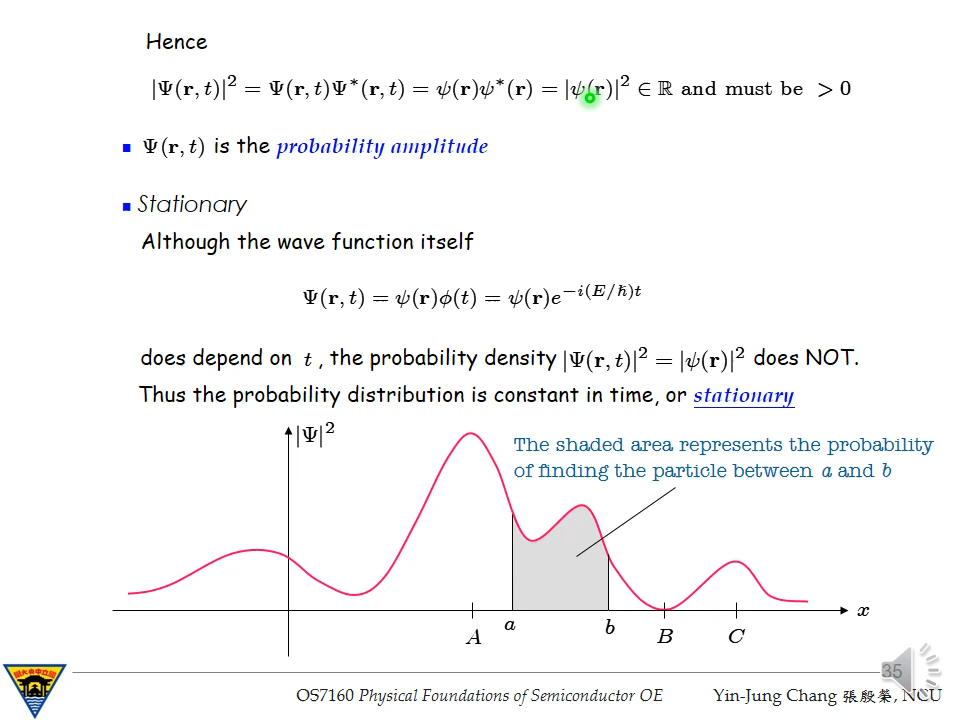 Hence
|Ψ(r, t)|² = Ψ(r, t)Ψ*(r, t) = ψ(r)ψ*(r) = |ψ(r)|² ∈ ℝ and must be > 0
Ψ(r, t) is the probability amplitude
Stationary
Although the wave function itself
Ψ(r, t) = ψ(r)ϕ(t) = ψ(r)e^{−i(E/ℏ)t}
does depend on t , the probability density |Ψ(r, t)|² = |ψ(r)|² does NOT.
Thus the probability distribution is constant in time, or stationary
|Ψ|²
The shaded area represents the probability
of finding the particle between a and b
x
A a b B C
35
OS7160 Physical Foundations of Semiconductor OE Yin-Jung Chang 張殷榮, NCU